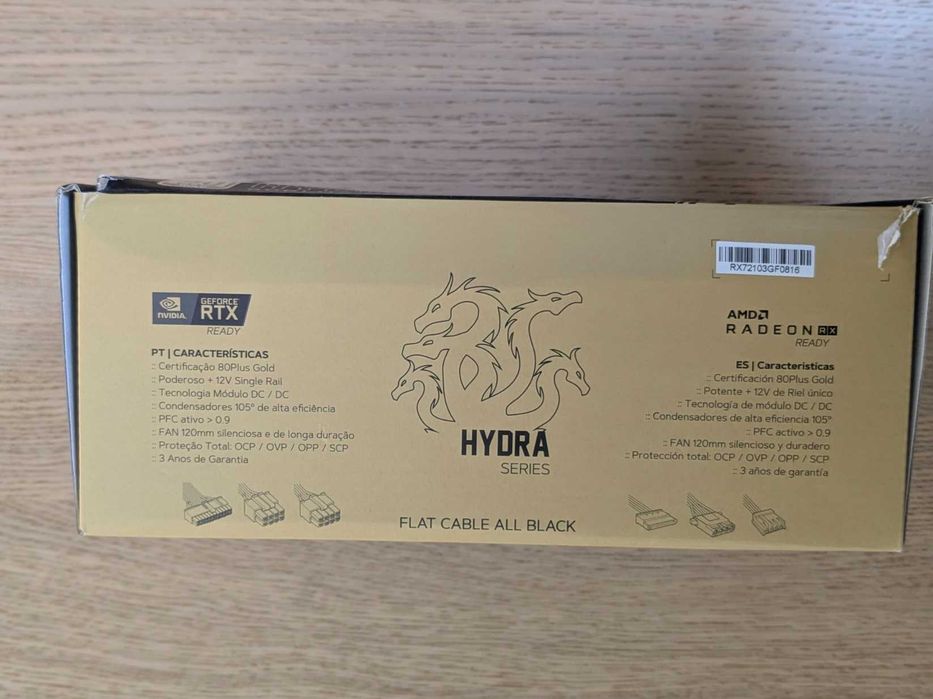 RX72103GF0816
NVIDIA.
GEFORCE
RTX
READY
PT | CARACTERÍSTICAS
:: Certificação 80Plus Gold
:: Poderoso + 12V Single Rail
:: Tecnologia Módulo DC / DC
:: Condensadores 105º de alta eficiência
:: PFC ativo > 0.9
:: FAN 120mm silenciosa e de longa duração
:: Proteção Total: OCP / OVP / OPP / SCP
:: 3 Anos de Garantia
HYDRA
SERIES
FLAT CABLE ALL BLACK
AMD
RADEON RX
READY
ES | Caracteristicas
:: Certificación 80Plus Gold
:: Potente + 12V de Riel único
:: Tecnología de módulo DC / DC
:: Condensadores de alta eficiencia 105º
:: PFC activo > 0.9
:: FAN 120mm silencioso y duradero
:: Protección total: OCP / OVP / OPP / SCP
:: 3 años de garantía